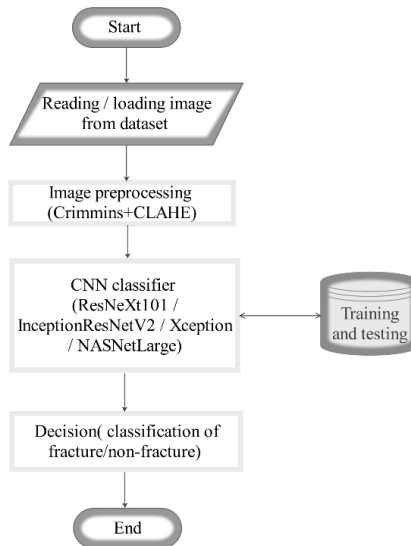 Start
Reading / loading image
from dataset
Image preprocessing
(Crimmins+CLAHE)
CNN classifier
(ResNeXt101 /
InceptionResNetV2 / Xception
/ NASNetLarge)
Training
and testing
Decision( classification of
fracture/non-fracture)
End